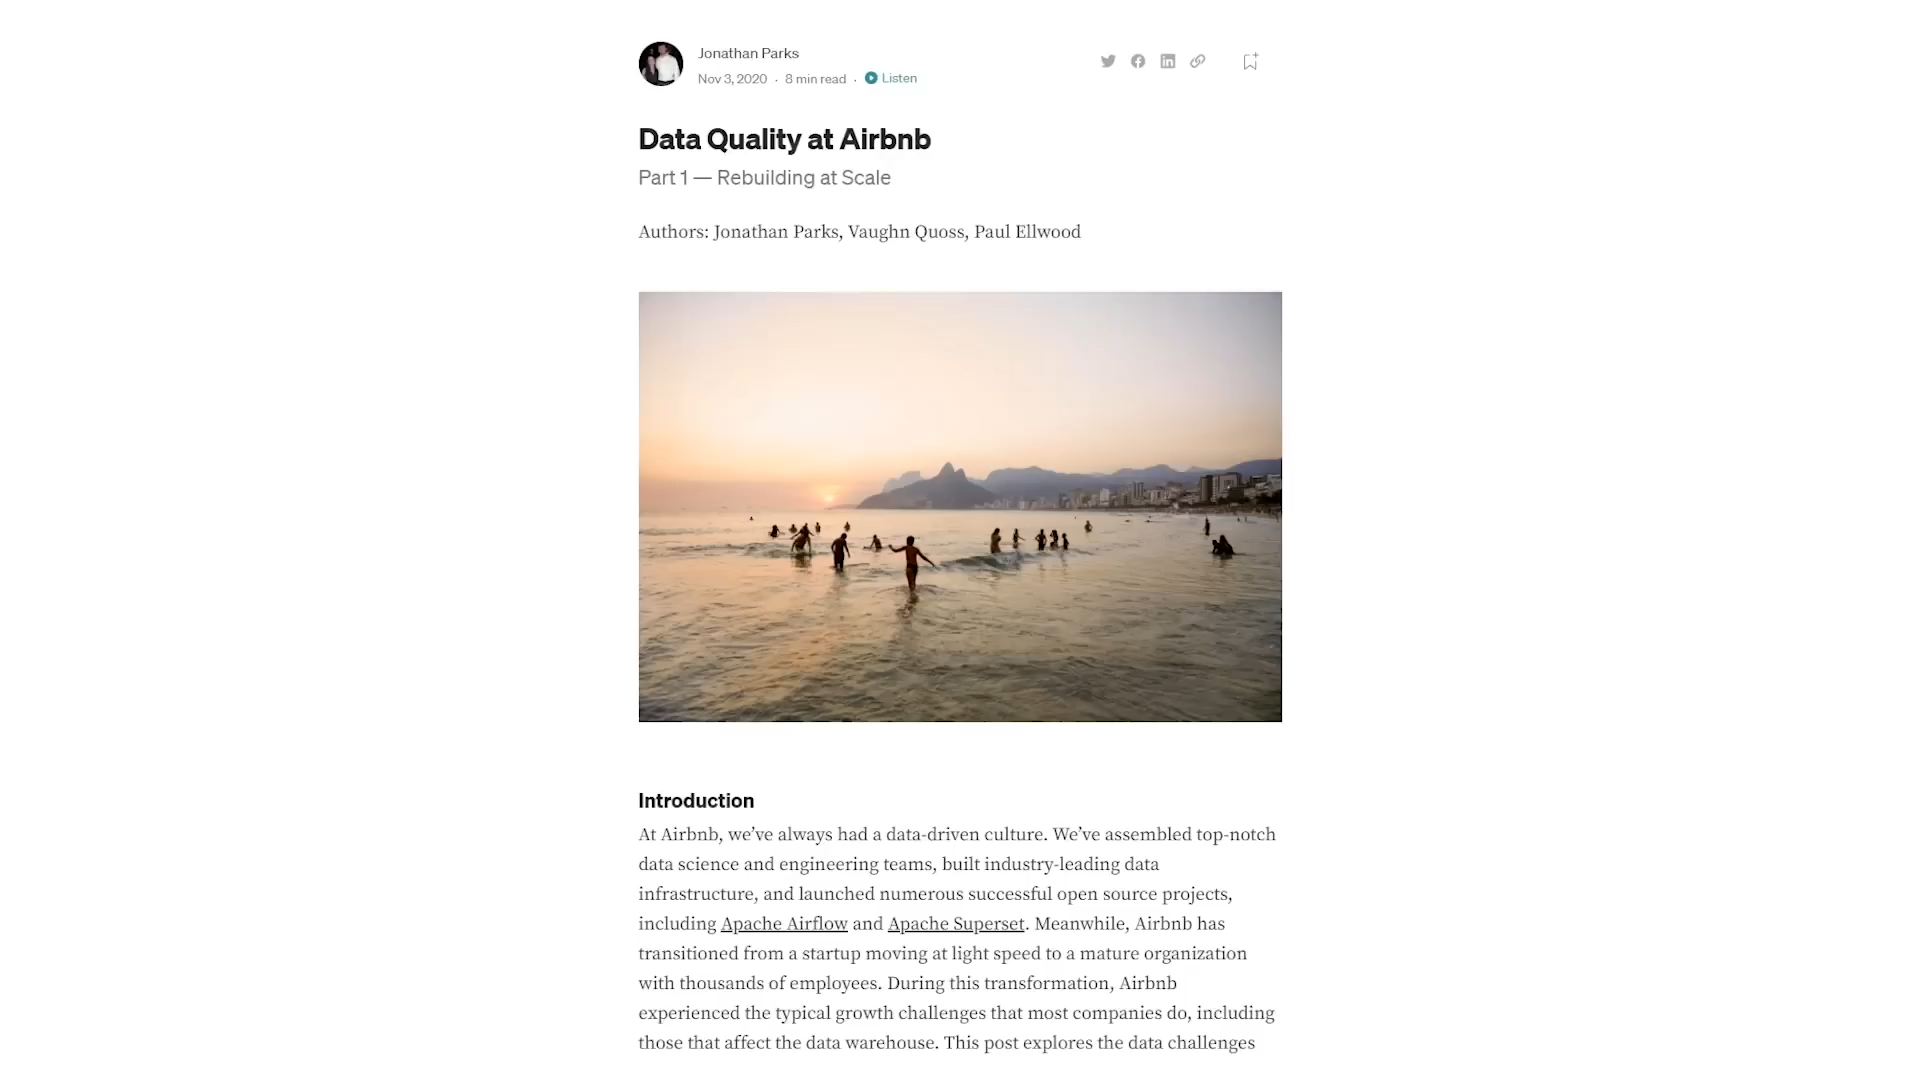 Jonathan Parks
Nov 3, 2020 · 8 min read · Listen
Data Quality at Airbnb
Part 1 — Rebuilding at Scale
Authors: Jonathan Parks, Vaughn Quoss, Paul Ellwood
Introduction
At Airbnb, we’ve always had a data-driven culture. We’ve assembled top-notch
data science and engineering teams, built industry-leading data
infrastructure, and launched numerous successful open source projects,
including Apache Airflow and Apache Superset. Meanwhile, Airbnb has
transitioned from a startup moving at light speed to a mature organization
with thousands of employees. During this transformation, Airbnb
experienced the typical growth challenges that most companies do, including
those that affect the data warehouse. This post explores the data challenges